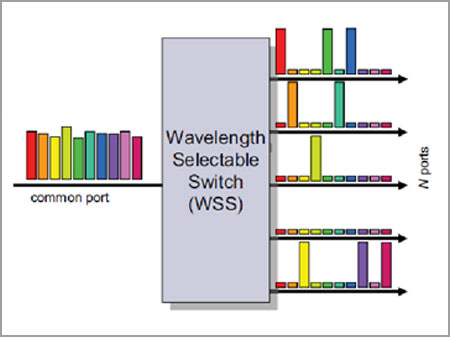 common port
Wavelength
Selectable
Switch
(WSS)
N ports